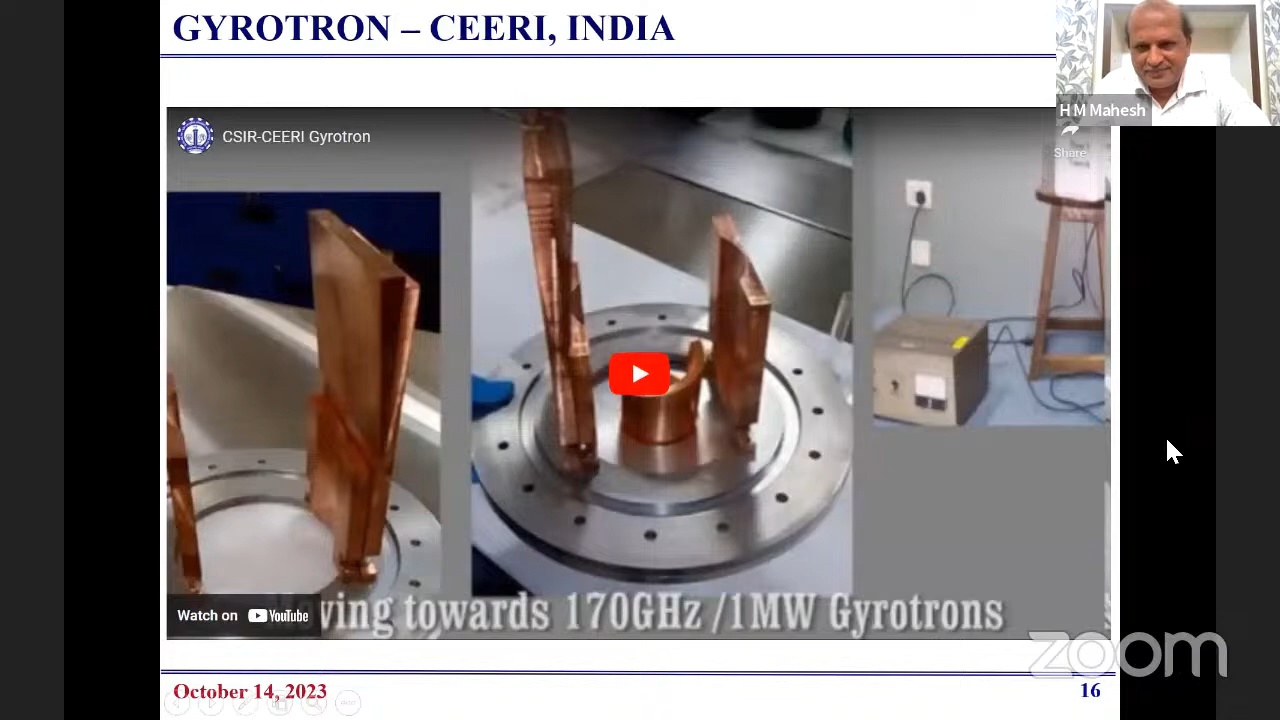 GYROTRON – CEERI, INDIA
H M Mahesh
CSIR-CEERI Gyrotron
Share
Watch on YouTube
ving towards 170GHz /1MW Gyrotrons
zoom
October 14, 2023
16